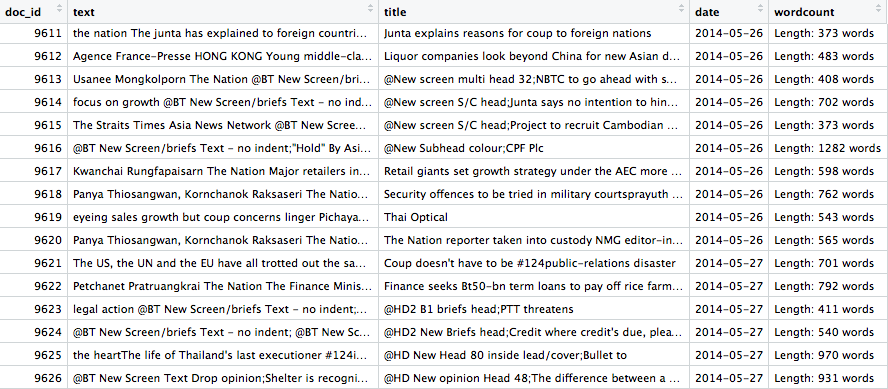 doc_id text title date wordcount
9611 the nation The junta has explained to foreign countri... Junta explains reasons for coup to foreign nations 2014-05-26 Length: 373 words
9612 Agence France-Presse HONG KONG Young middle-cla... Liquor companies look beyond China for new Asian d... 2014-05-26 Length: 483 words
9613 Usanee Mongkolporn The Nation @BT New Screen/bri... @New screen multi head 32;NBTC to go ahead with s... 2014-05-26 Length: 408 words
9614 focus on growth @BT New Screen/briefs Text - no ind... @New screen S/C head;Junta says no intention to hin... 2014-05-26 Length: 702 words
9615 The Straits Times Asia News Network @BT New Scree... @New screen S/C head;Project to recruit Cambodian ... 2014-05-26 Length: 373 words
9616 @BT New Screen/briefs Text - no indent;"Hold" By Asi... @New Subhead colour;CPF Plc 2014-05-26 Length: 1282 words
9617 Kwanchai Rungfapaisarn The Nation Major retailers in... Retail giants set growth strategy under the AEC more ... 2014-05-26 Length: 598 words
9618 Panya Thiosangwan, Kornchanok Raksaseri The Natio... Security offences to be tried in military courtsprayuth ... 2014-05-26 Length: 762 words
9619 eyeing sales growth but coup concerns linger Pichaya... Thai Optical 2014-05-26 Length: 543 words
9620 Panya Thiosangwan, Kornchanok Raksaseri The Natio... The Nation reporter taken into custody NMG editor-in... 2014-05-26 Length: 565 words
9621 The US, the UN and the EU have all trotted out the sa... Coup doesn't have to be #124public-relations disaster 2014-05-27 Length: 701 words
9622 Petchanet Pratruangkrai The Nation The Finance Minis... Finance seeks Bt50-bn term loans to pay off rice farm... 2014-05-27 Length: 792 words
9623 legal action @BT New Screen/briefs Text - no indent;... @HD2 B1 briefs head;PTT threatens 2014-05-27 Length: 411 words
9624 @BT New Screen/briefs Text - no indent; @BT New Sc... @HD2 New Briefs head;Credit where credit's due, plea... 2014-05-27 Length: 540 words
9625 the heartThe life of Thailand's last executioner #124i... @HD New Head 80 inside lead/cover;Bullet to 2014-05-27 Length: 970 words
9626 @BT New Screen Text Drop opinion;Shelter is recogni... @HD New opinion Head 48;The difference between a ... 2014-05-27 Length: 931 words